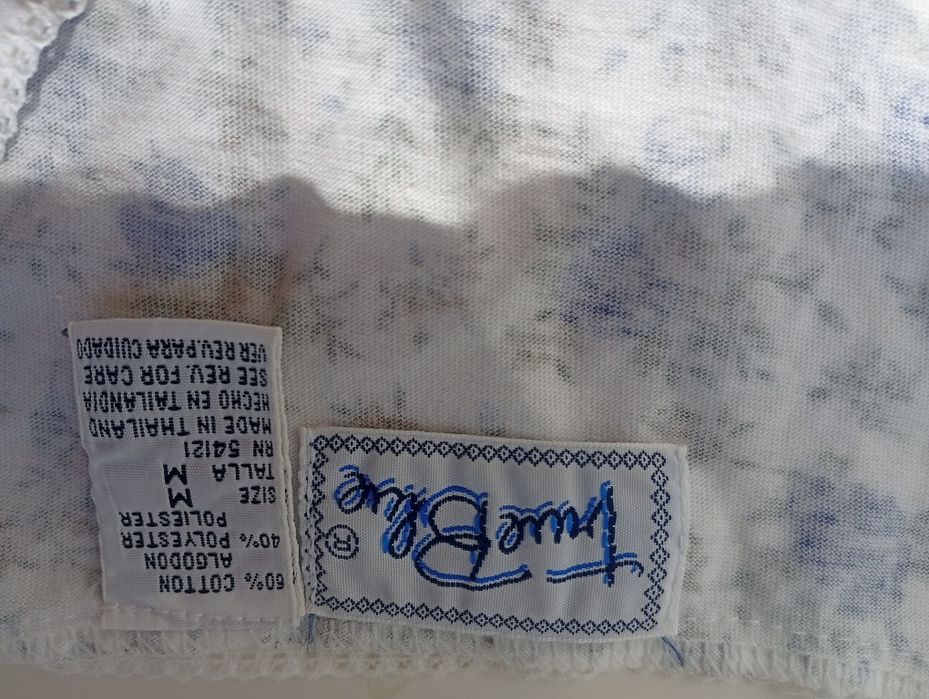 60% COTTON
ALGODON
40% POLYESTER
POLIESTER
SIZE M
TALLA M
RN 54121
MADE IN THAILAND
HECHO EN TAILANDIA
SEE REV. FOR CARE
VER REV. PARA CUIDADO
True Blue ®